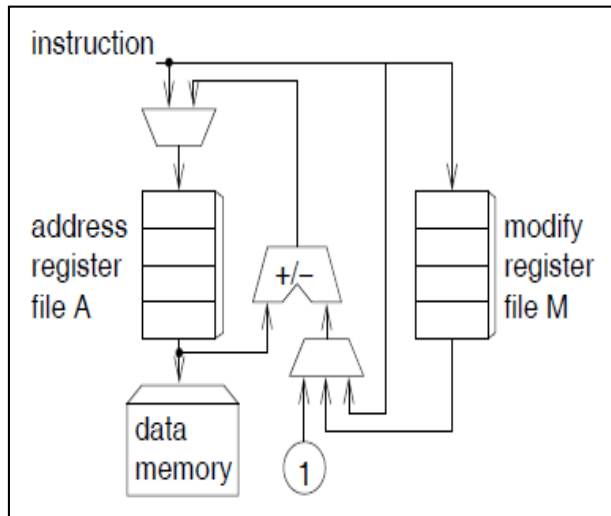 instruction
address
register
file A
+/−
modify
register
file M
data
memory
1